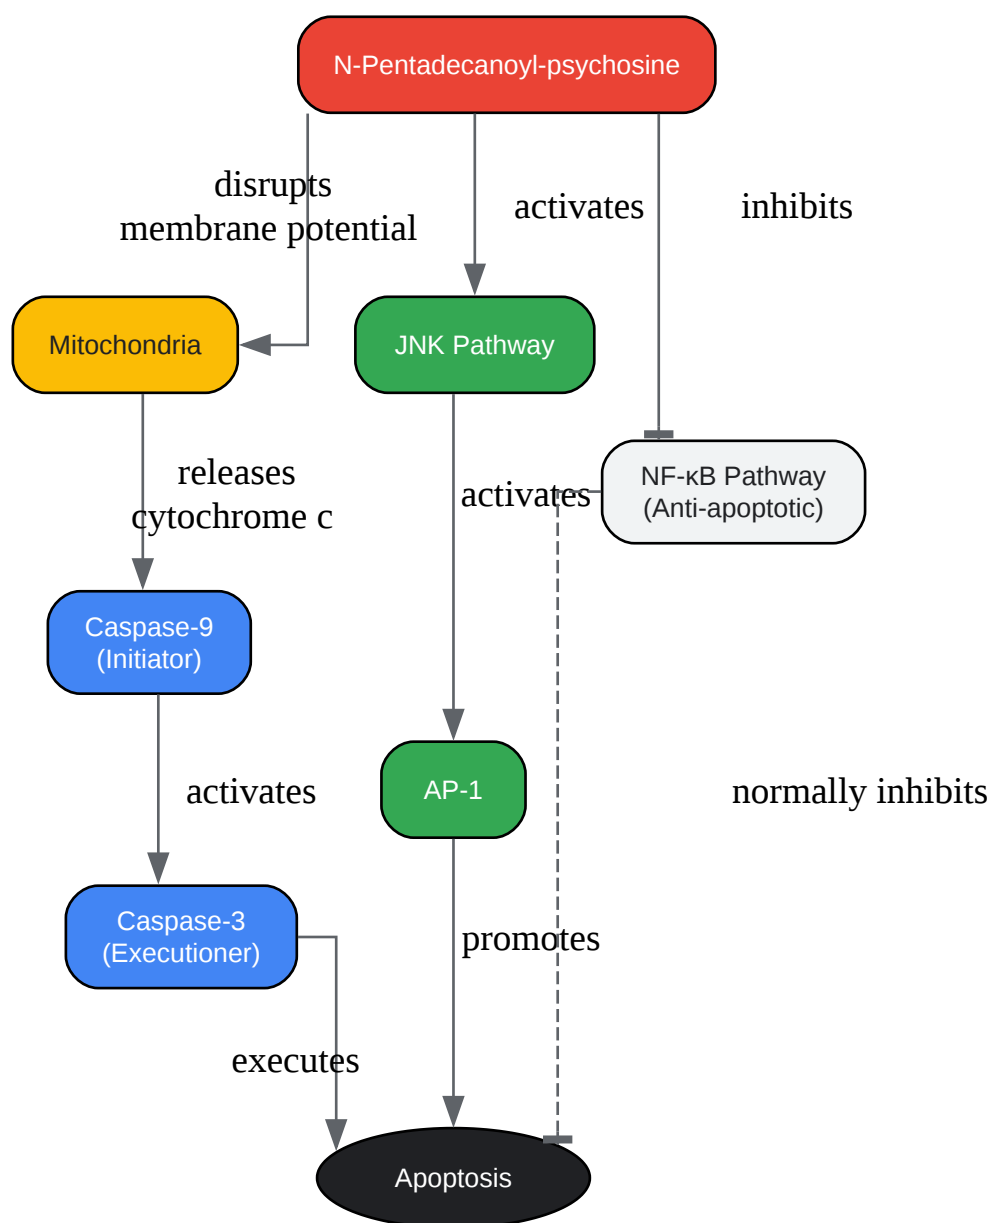 N-Pentadecanoyl-psychosine
disrupts
membrane potential
activates
inhibits
Mitochondria
JNK Pathway
releases
cytochrome c
activates
NF-κB Pathway
(Anti-apoptotic)
Caspase-9
(Initiator)
activates
AP-1
normally inhibits
Caspase-3
(Executioner)
promotes
executes
Apoptosis